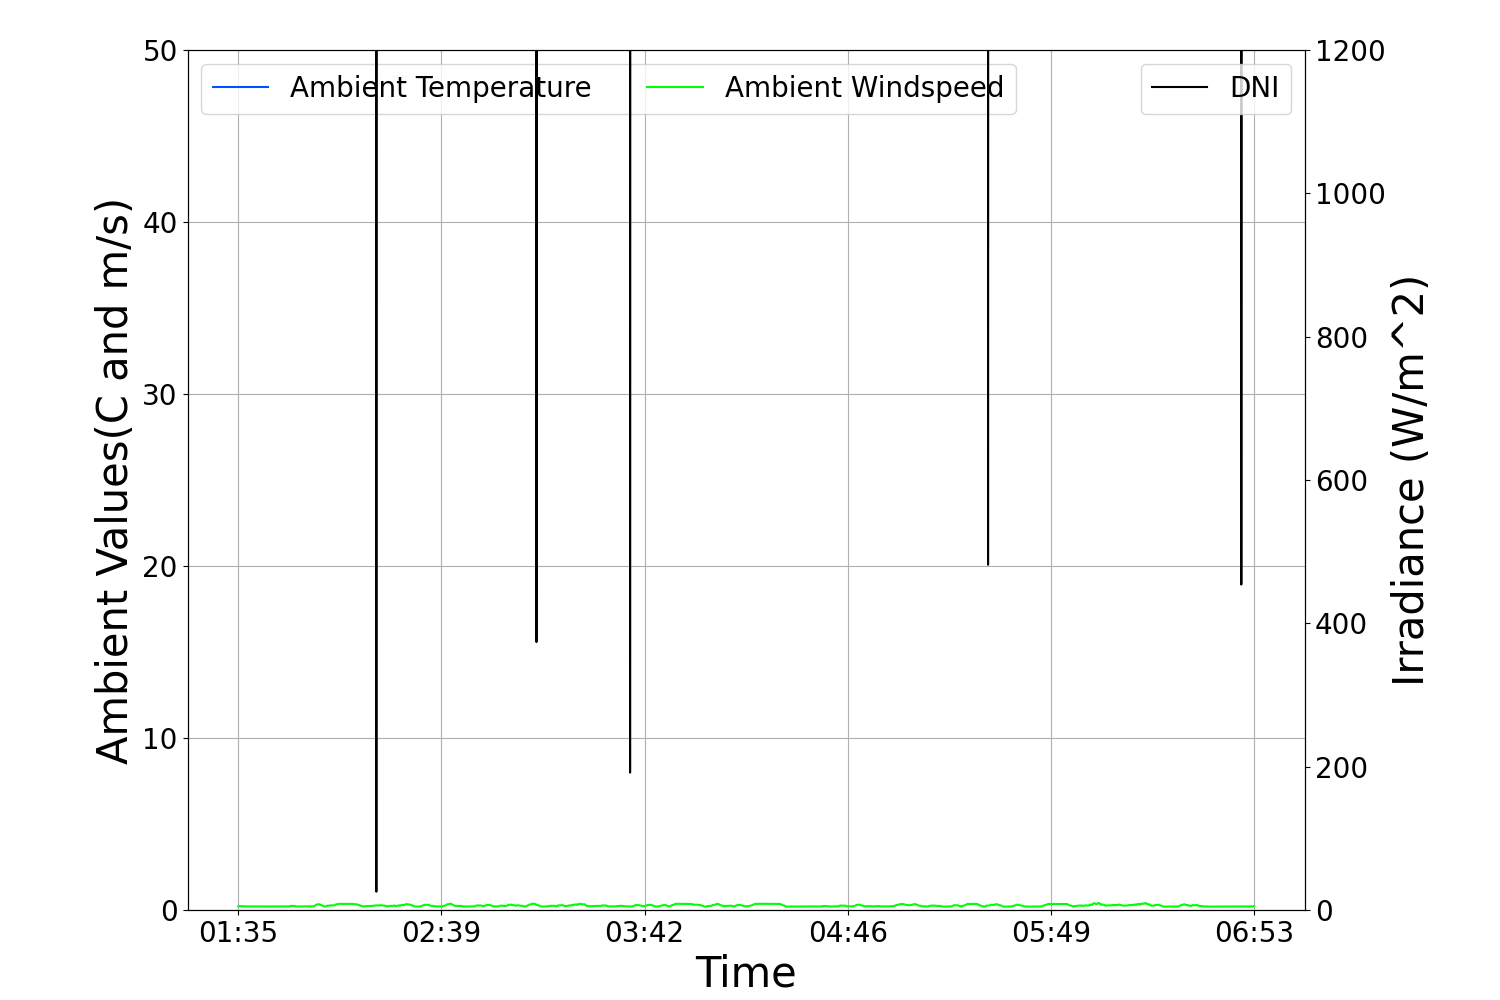 Ambient Temperature
Ambient Windspeed
DNI
Ambient Values(C and m/s)
50
40
30
20
10
0
1200
1000
800
600
400
200
0
Irradiance (W/m^2)
01:35 02:39 03:42 04:46 05:49 06:53
Time